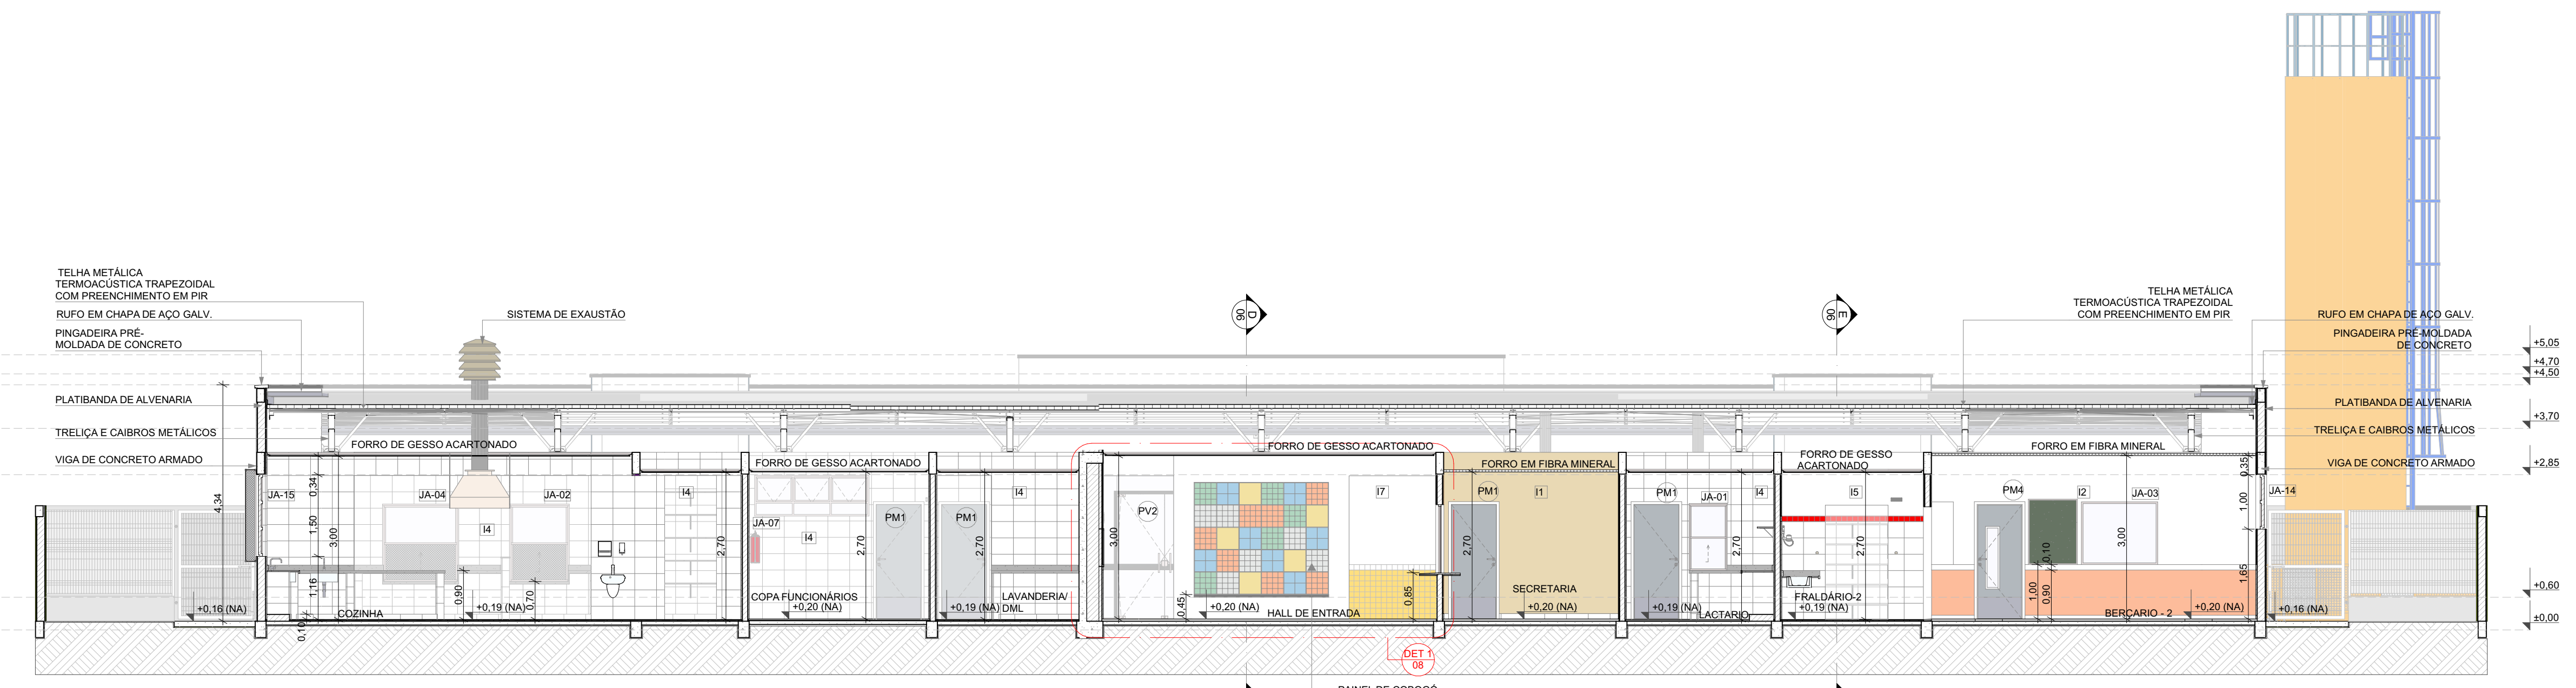 TELHA METÁLICA
TERMOACÚSTICA TRAPEZOIDAL
COM PREENCHIMENTO EM PIR
RUFO EM CHAPA DE AÇO GALV.
PINGADEIRA PRÉ-
MOLDADA DE CONCRETO
PLATIBANDA DE ALVENARIA
TRELIÇA E CAIBROS METÁLICOS
VIGA DE CONCRETO ARMADO
SISTEMA DE EXAUSTÃO
D
06
E
06
TELHA METÁLICA
TERMOACÚSTICA TRAPEZOIDAL
COM PREENCHIMENTO EM PIR
RUFO EM CHAPA DE AÇO GALV.
PINGADEIRA PRÉ-MOLDADA
DE CONCRETO
PLATIBANDA DE ALVENARIA
TRELIÇA E CAIBROS METÁLICOS
VIGA DE CONCRETO ARMADO
+5,05
+4,70
+4,50
+3,70
+2,85
+0,60
±0,00
4,34
+0,16 (NA)
FORRO DE GESSO ACARTONADO
JA-15
0,34
1,50
1,16
0,10
3,00
JA-04
JA-02
I4
I4
0,90
0,70
2,70
+0,19 (NA)
COZINHA
FORRO DE GESSO ACARTONADO
JA-07
I4
2,70
PM1
COPA FUNCIONÁRIOS
+0,20 (NA)
PM1
2,70
I4
+0,19 (NA)
LAVANDERIA/
DML
FORRO DE GESSO ACARTONADO
3,00
PV2
I7
0,45
0,85
+0,20 (NA)
HALL DE ENTRADA
DET 1
08
FORRO EM FIBRA MINERAL
2,70
PM1
I1
SECRETARIA
+0,20 (NA)
PM1
JA-01
I4
2,70
+0,19 (NA)
LACTARIO
FORRO DE GESSO
ACARTONADO
I5
2,70
FRALDÁRIO-2
+0,19 (NA)
FORRO EM FIBRA MINERAL
PM4
I2
JA-03
0,10
1,00
0,90
3,00
0,35
1,00
1,65
BERÇARIO - 2
+0,20 (NA)
JA-14
+0,16 (NA)